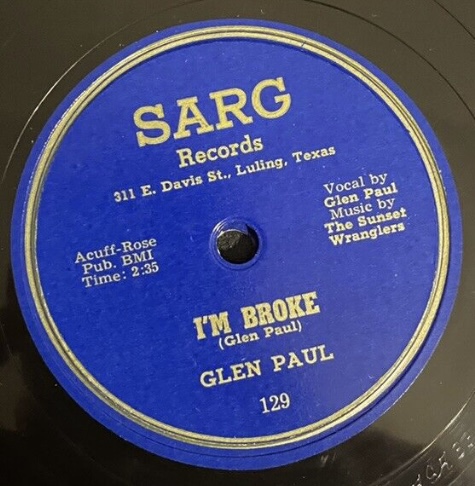 SARG
Records
311 E. Davis St., Luling, Texas
Acuff-Rose
Pub. BMI
Time: 2:35
Vocal by
Glen Paul
Music by
The Sunset
Wranglers
I'M BROKE
(Glen Paul)
GLEN PAUL
129